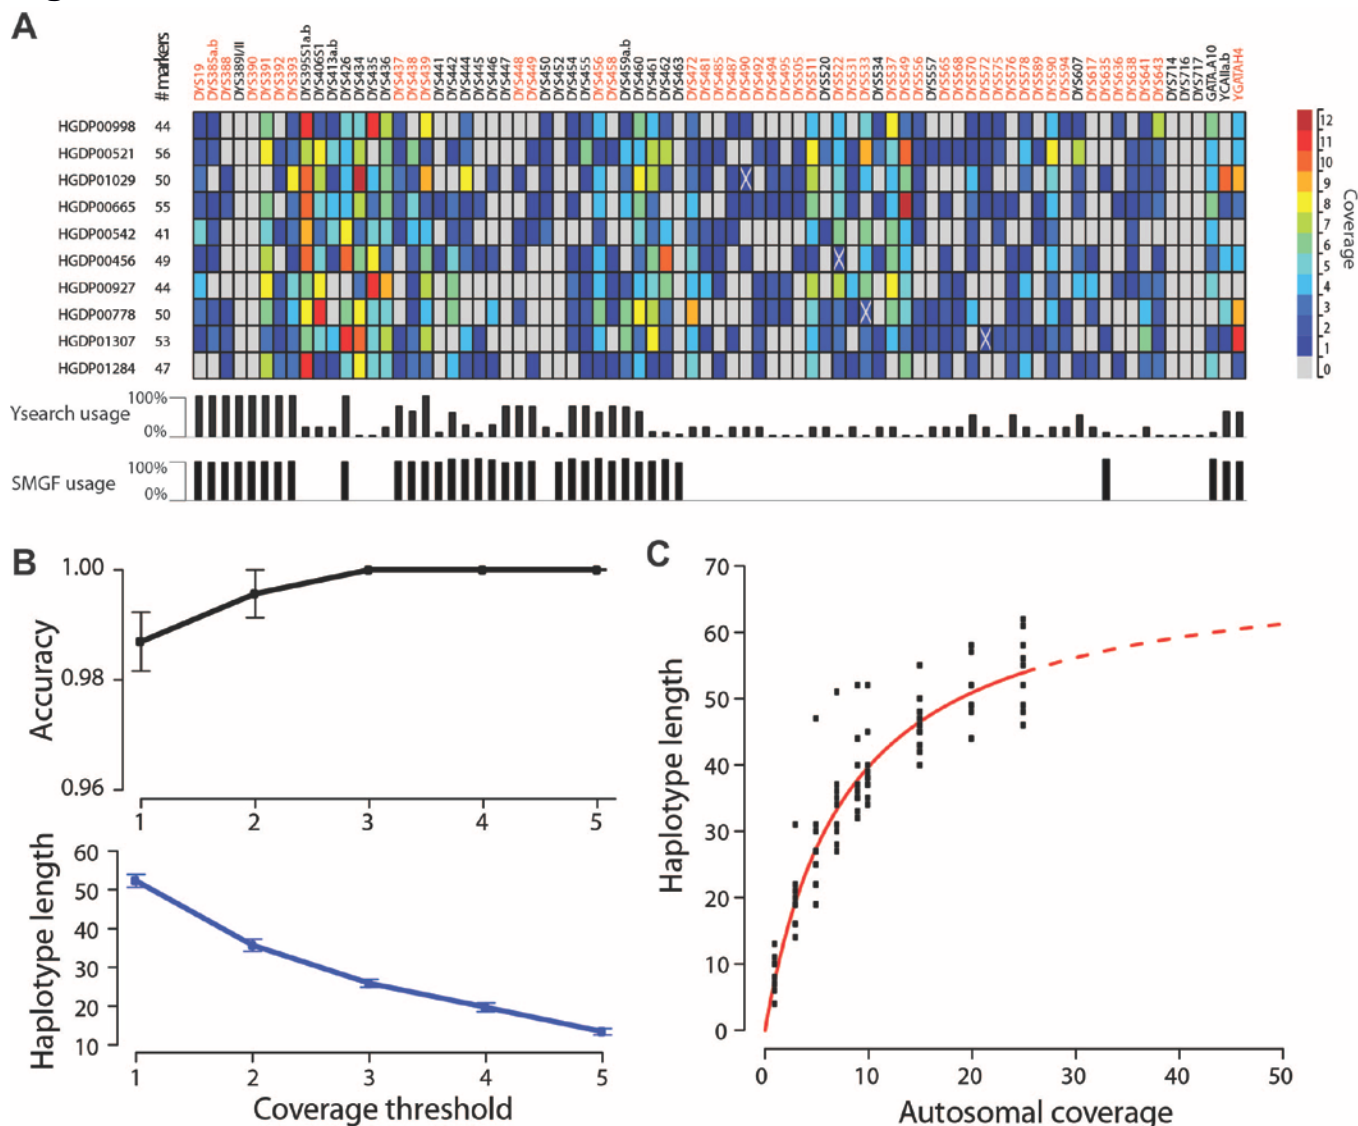 A
# markers
DYS19
DYS385a.b
DYS388
DYS389I/II
DYS390
DYS391
DYS392
DYS393
DYS395S1a.b
DYS406S1
DYS413a.b
DYS426
DYS434
DYS435
DYS436
DYS437
DYS438
DYS439
DYS441
DYS442
DYS444
DYS445
DYS446
DYS447
DYS448
DYS449
DYS450
DYS452
DYS454
DYS455
DYS456
DYS458
DYS459a.b
DYS460
DYS461
DYS462
DYS463
DYS472
DYS481
DYS485
DYS487
DYS490
DYS492
DYS494
DYS495
DYS505
DYS511
DYS520
DYS522
DYS531
DYS533
DYS534
DYS537
DYS549
DYS556
DYS557
DYS565
DYS568
DYS570
DYS572
DYS575
DYS576
DYS578
DYS589
DYS590
DYS594
DYS607
DYS617
DYS635
DYS636
DYS638
DYS641
DYS643
DYS714
DYS716
DYS717
GATA.A10
YCAIIa.b
YGATAH4
HGDP00998 44
HGDP00521 56
HGDP01029 50
HGDP00665 55
HGDP00542 41
HGDP00456 49
HGDP00927 44
HGDP00778 50
HGDP01307 53
HGDP01284 47
12
11
10
9
8
7
6
5
4
3
2
1
0
Coverage
Ysearch usage
100%
0%
SMGF usage
100%
0%
B
Accuracy
1.00
0.98
0.96
1 2 3 4 5
Haplotype length
60
50
40
30
20
10
1 2 3 4 5
Coverage threshold
C
Haplotype length
70
60
50
40
30
20
10
0
0 10 20 30 40 50
Autosomal coverage